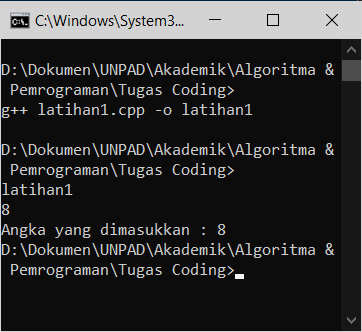 C:\Windows\System3...
D:\Dokumen\UNPAD\Akademik\Algoritma &
Pemrograman\Tugas Coding>
g++ latihan1.cpp -o latihan1
D:\Dokumen\UNPAD\Akademik\Algoritma &
Pemrograman\Tugas Coding>
latihan1
8
Angka yang dimasukkan : 8
D:\Dokumen\UNPAD\Akademik\Algoritma &
Pemrograman\Tugas Coding>